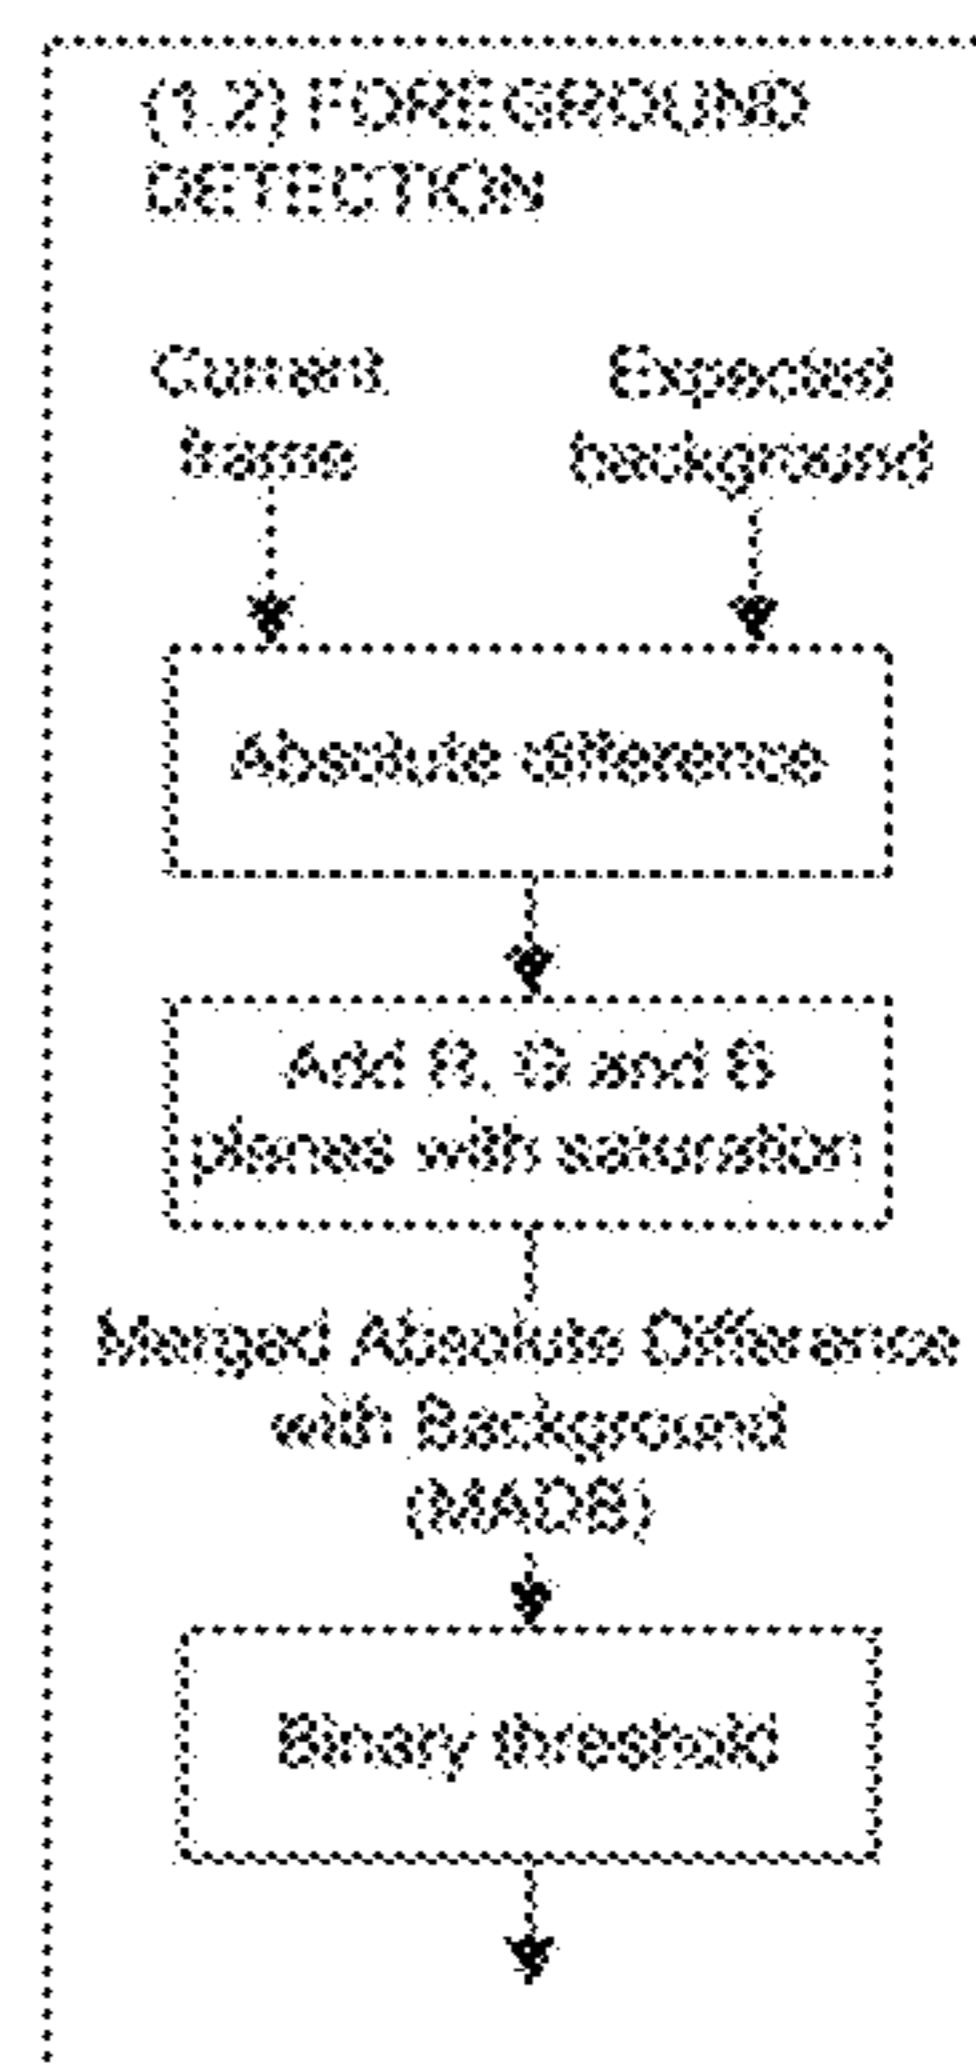 (1.2) FOREGROUND
DETECTION
Current
frame
Expected
background
Absolute difference
Add R, G and B
planes with saturation
Merged Absolute Difference
with Background
(MADB)
Binary threshold